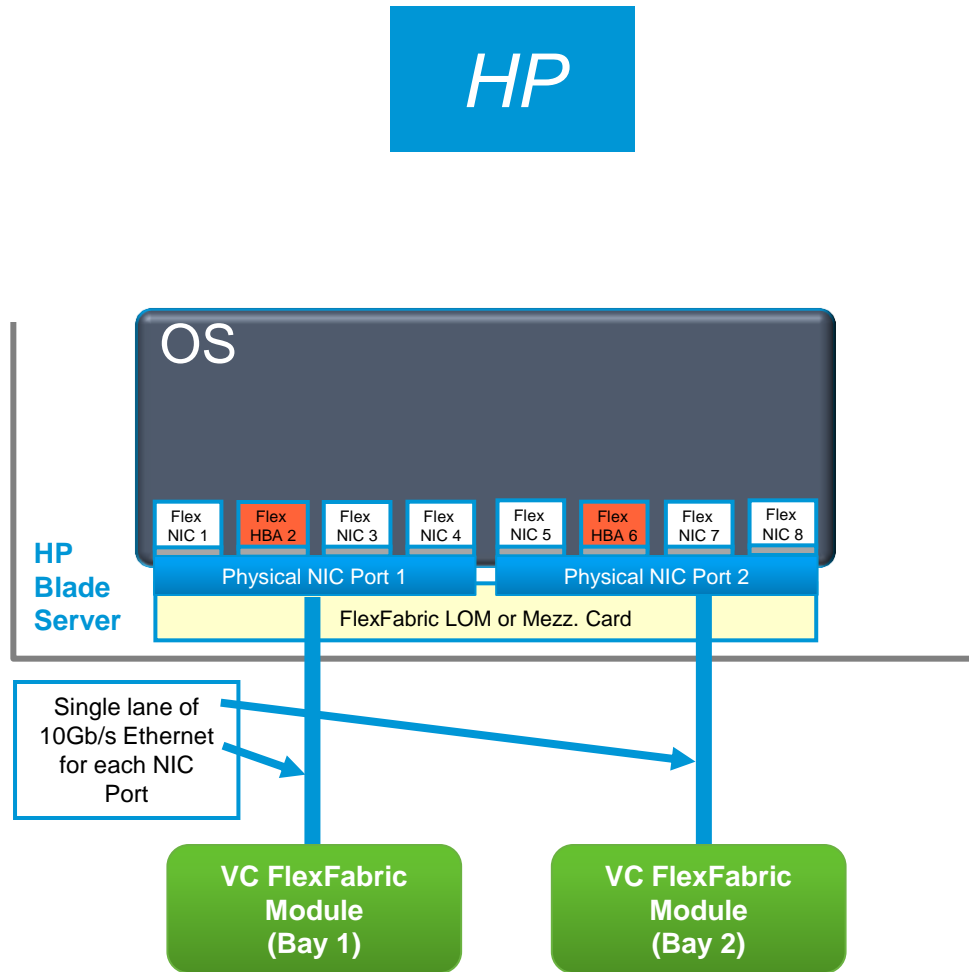 HP
OS
Flex
NIC 1
Flex
HBA 2
Flex
NIC 3
Flex
NIC 4
Flex
NIC 5
Flex
HBA 6
Flex
NIC 7
Flex
NIC 8
Physical NIC Port 1
Physical NIC Port 2
HP
Blade
Server
FlexFabric LOM or Mezz. Card
Single lane of
10Gb/s Ethernet
for each NIC
Port
VC FlexFabric
Module
(Bay 1)
VC FlexFabric
Module
(Bay 2)